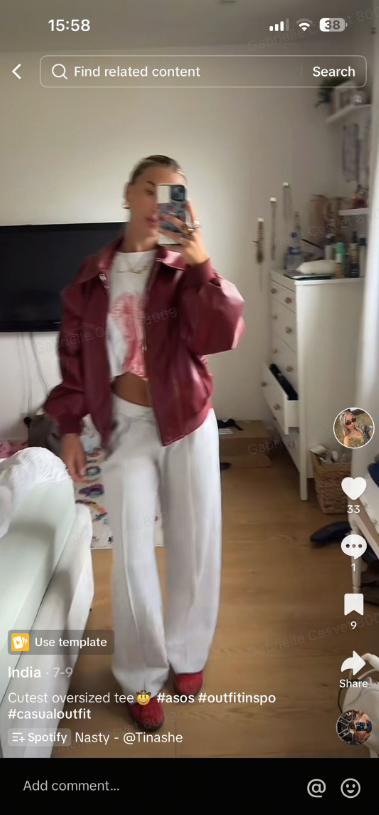 15:58
38
Find related content
Search
33
1
9
Share
Use template
India · 7-9
Cutest oversized tee🤠 #asos #outfitinspo
#casualoutfit
Spotify Nasty - @Tinashe
Add comment...
@